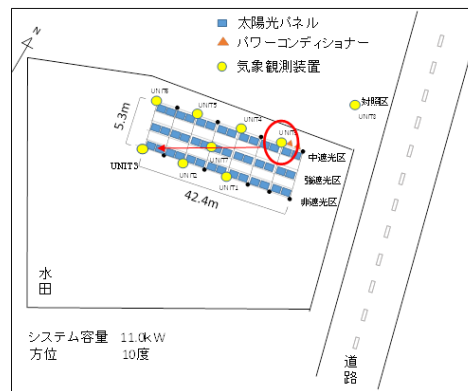 N
太陽光パネル
パワーコンディショナー
気象観測装置
対照区
UNIT8
UNIT6
UNIT5
UNIT4
中遮光区
5.3m
UNIT3
UNIT7
強遮光区
UNIT2
UNIT1
非遮光区
42.4m
水田
システム容量 11.0kW
方位 10度
道路